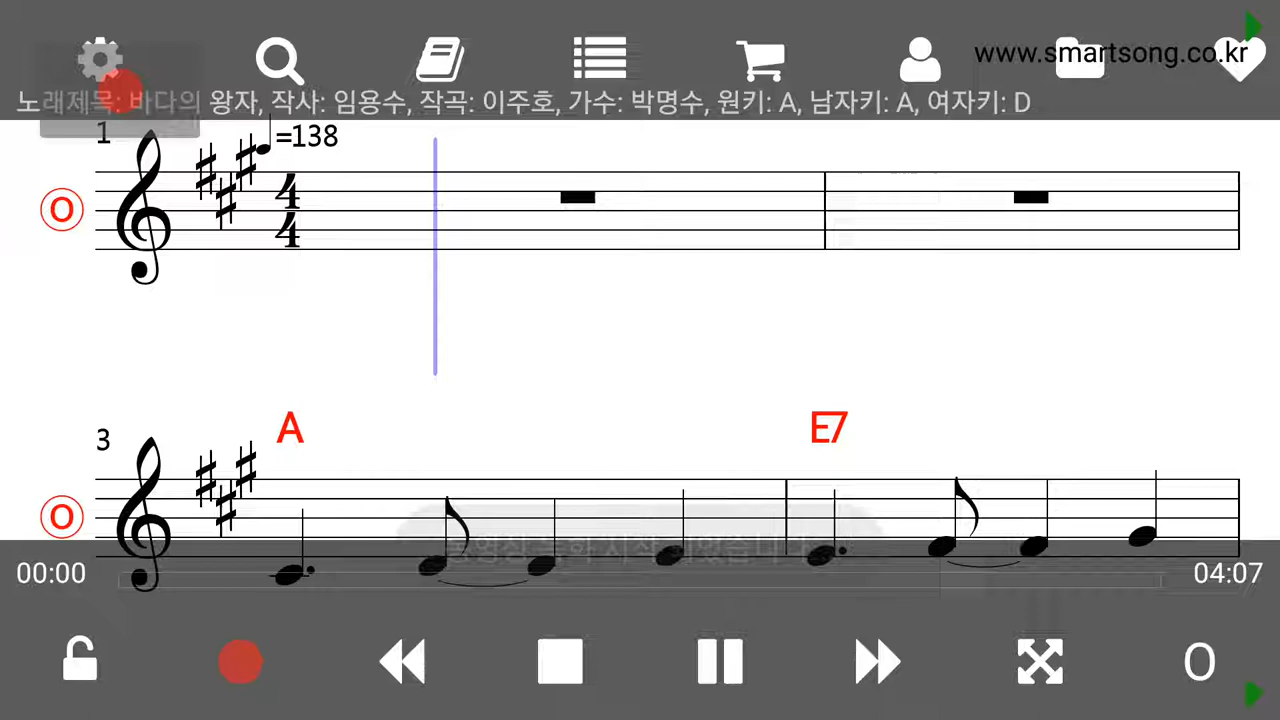 www.smartsong.co.kr
노래제목: 바다의 왕자, 작사: 임용수, 작곡: 이주호, 가수: 박명수, 원키: A, 남자키: A, 여자키: D
1
=138
4
4
O
3
A
E7
O
00:00
04:07
O